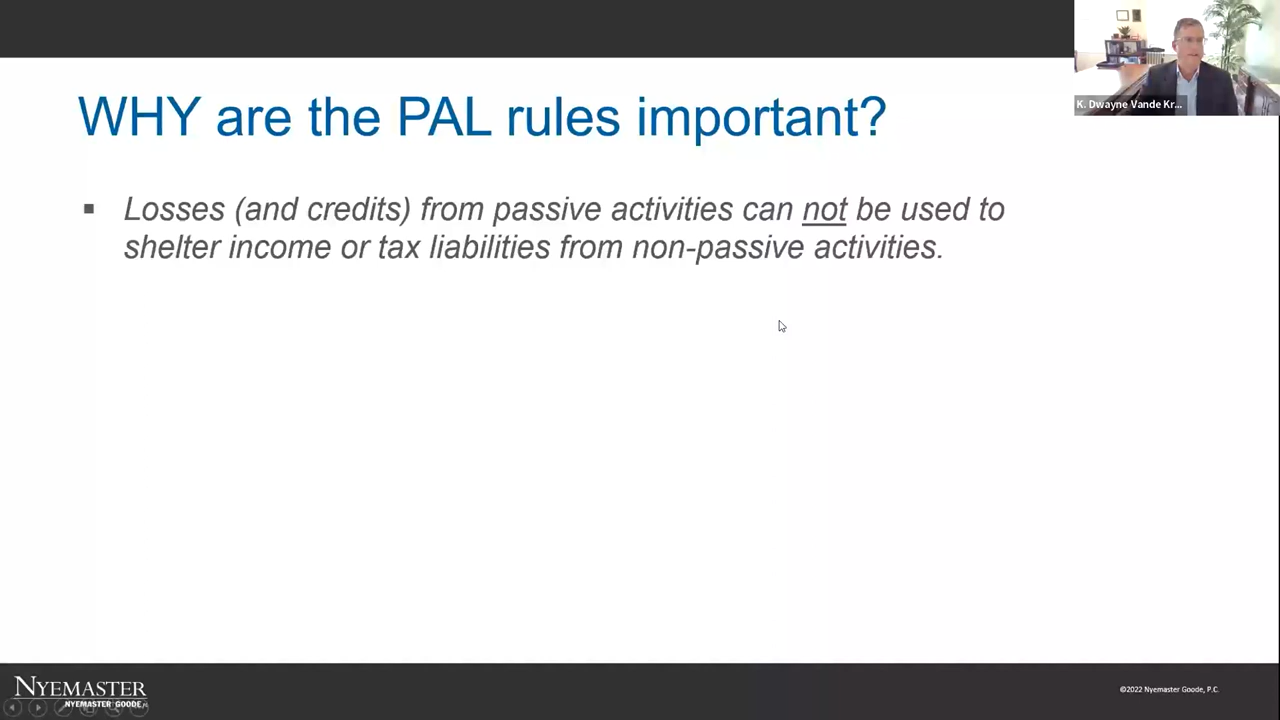 WHY are the PAL rules important?
K. Dwayne Vande Kr...
▪ Losses (and credits) from passive activities can not be used to
shelter income or tax liabilities from non-passive activities.
NYEMASTER
NYEMASTER GOODE
©2022 Nyemaster Goode, P.C.